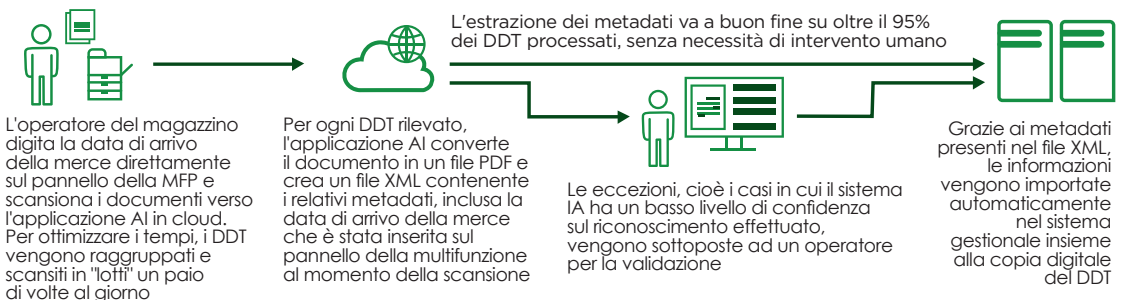 L'estrazione dei metadati va a buon fine su oltre il 95%
dei DDT processati, senza necessità di intervento umano
L'operatore del magazzino
digita la data di arrivo
della merce direttamente
sul pannello della MFP e
scansiona i documenti verso
l'applicazione AI in cloud.
Per ottimizzare i tempi, i DDT
vengono raggruppati e
scansiti in "lotti" un paio
di volte al giorno
Per ogni DDT rilevato,
l'applicazione AI converte
il documento in un file PDF e
crea un file XML contenente
i relativi metadati, inclusa la
data di arrivo della merce
che è stata inserita sul
pannello della multifunzione
al momento della scansione
Le eccezioni, cioè i casi in cui il sistema
IA ha un basso livello di confidenza
sul riconoscimento effettuato,
vengono sottoposte ad un operatore
per la validazione
Grazie ai metadati
presenti nel file XML,
le informazioni
vengono importate
automaticamente
nel sistema
gestionale insieme
alla copia digitale
del DDT